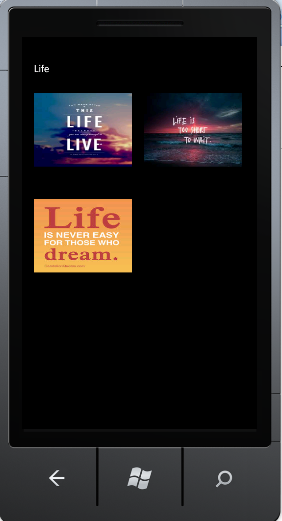 Life
THIS
LIFE
LIVE
LIFE IS
TOO SHORT
TO WAIT.
Life
IS NEVER EASY
FOR THOSE WHO
dream.